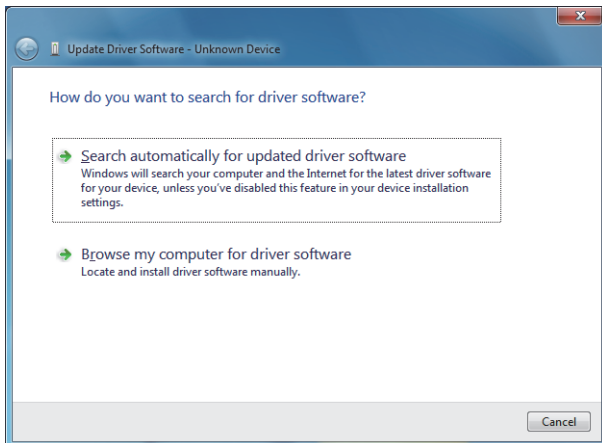 Update Driver Software - Unknown Device
How do you want to search for driver software?
Search automatically for updated driver software
Windows will search your computer and the Internet for the latest driver software
for your device, unless you've disabled this feature in your device installation
settings.
Browse my computer for driver software
Locate and install driver software manually.
Cancel